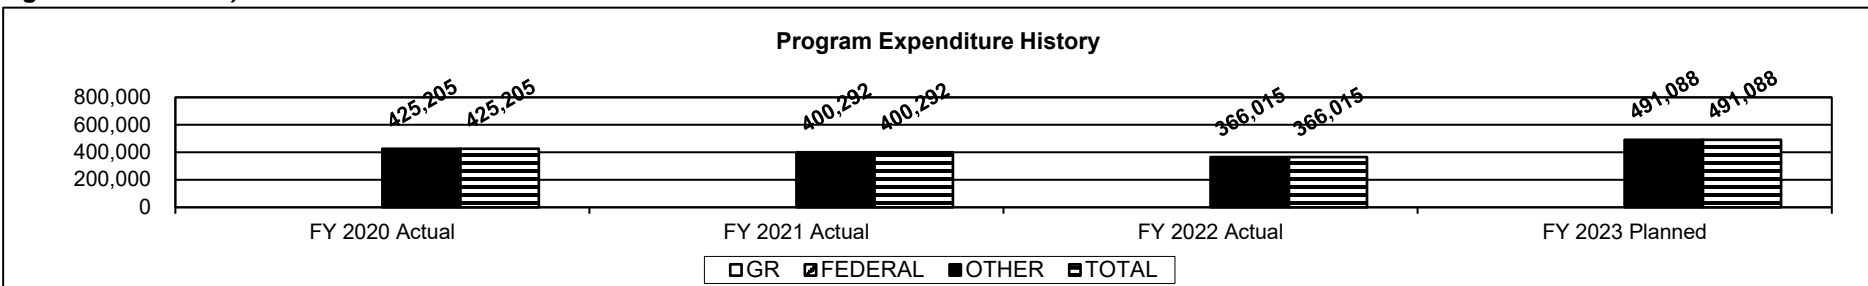 Program Expenditure History
425,205 425,205 400,292 400,292 366,015 366,015 491,088 491,088
800,000
600,000
400,000
200,000
0
FY 2020 Actual FY 2021 Actual FY 2022 Actual FY 2023 Planned
GR FEDERAL OTHER TOTAL